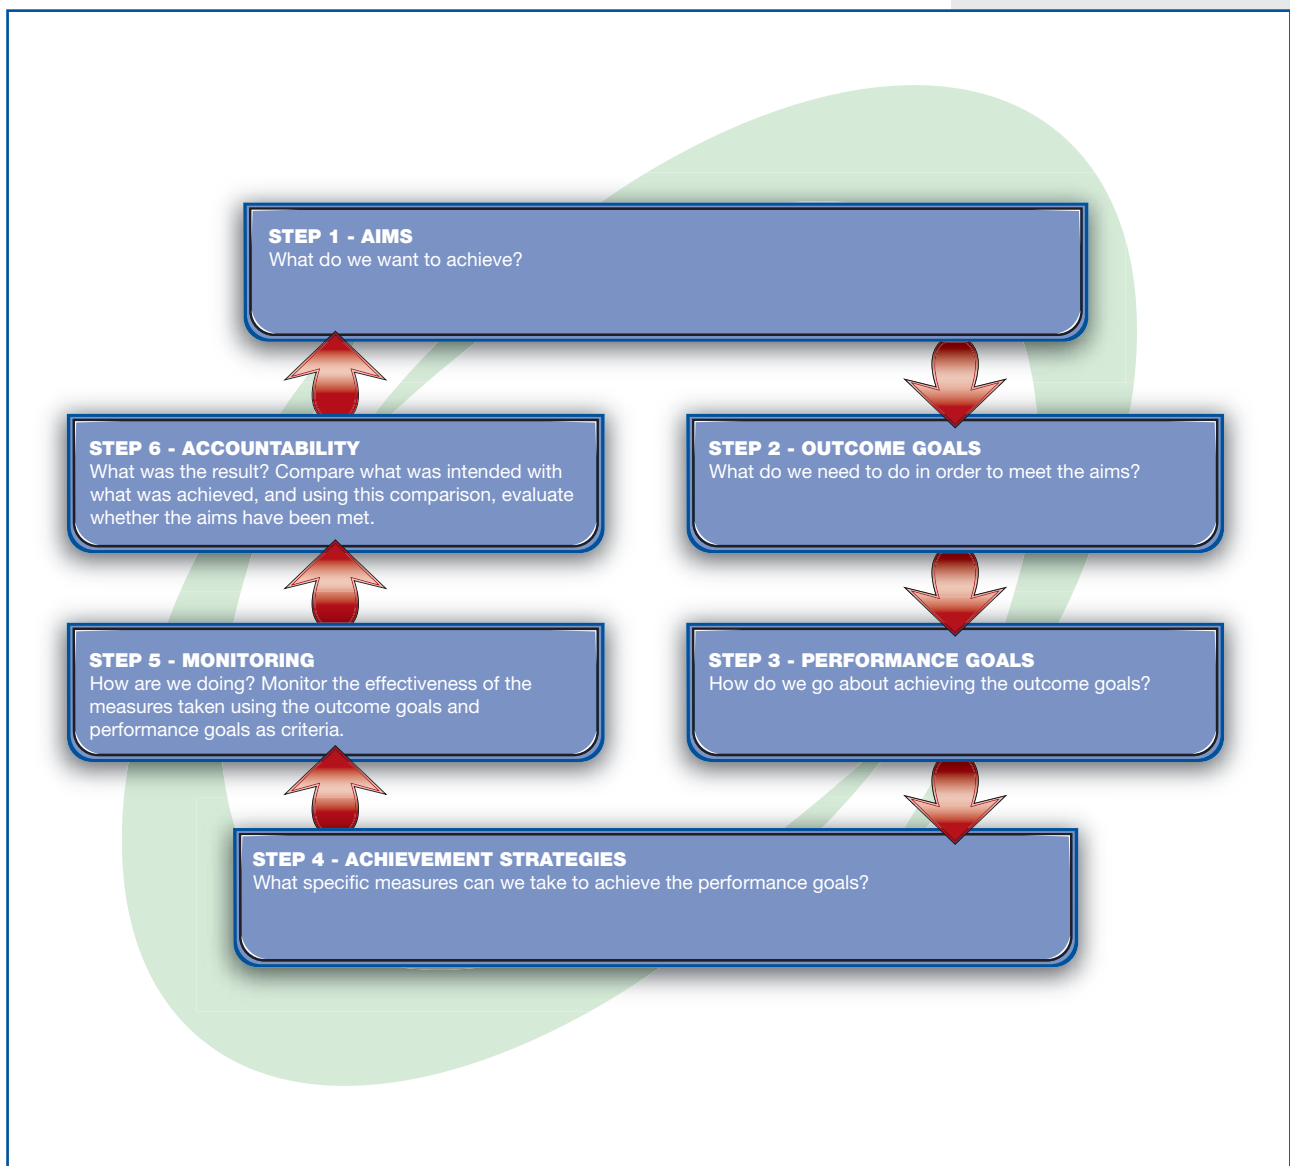 STEP 1 - AIMS
What do we want to achieve?
STEP 2 - OUTCOME GOALS
What do we need to do in order to meet the aims?
STEP 3 - PERFORMANCE GOALS
How do we go about achieving the outcome goals?
STEP 4 - ACHIEVEMENT STRATEGIES
What specific measures can we take to achieve the performance goals?
STEP 5 - MONITORING
How are we doing? Monitor the effectiveness of the
measures taken using the outcome goals and
performance goals as criteria.
STEP 6 - ACCOUNTABILITY
What was the result? Compare what was intended with
what was achieved, and using this comparison, evaluate
whether the aims have been met.